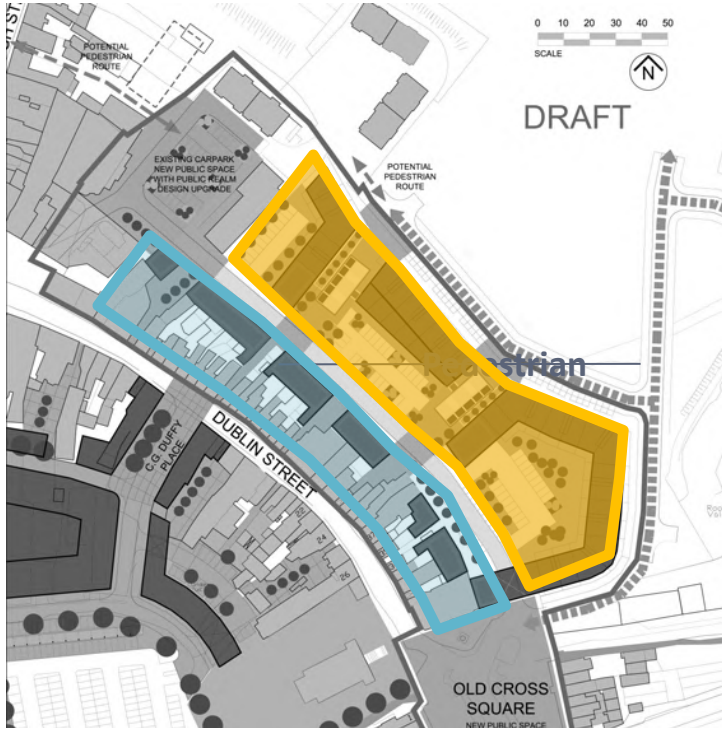 0 10 20 30 40 50
SCALE
N
DRAFT
POTENTIAL
PEDESTRIAN
ROUTE
EXISTING CARPARK
NEW PUBLIC SPACE
WITH PUBLIC REALM
DESIGN UPGRADE
POTENTIAL
PEDESTRIAN
ROUTE
Pedestrian
DUBLIN STREET
C.G. DUFFY
PLACE
21
24
26
OLD CROSS
SQUARE
NEW PUBLIC SPACE